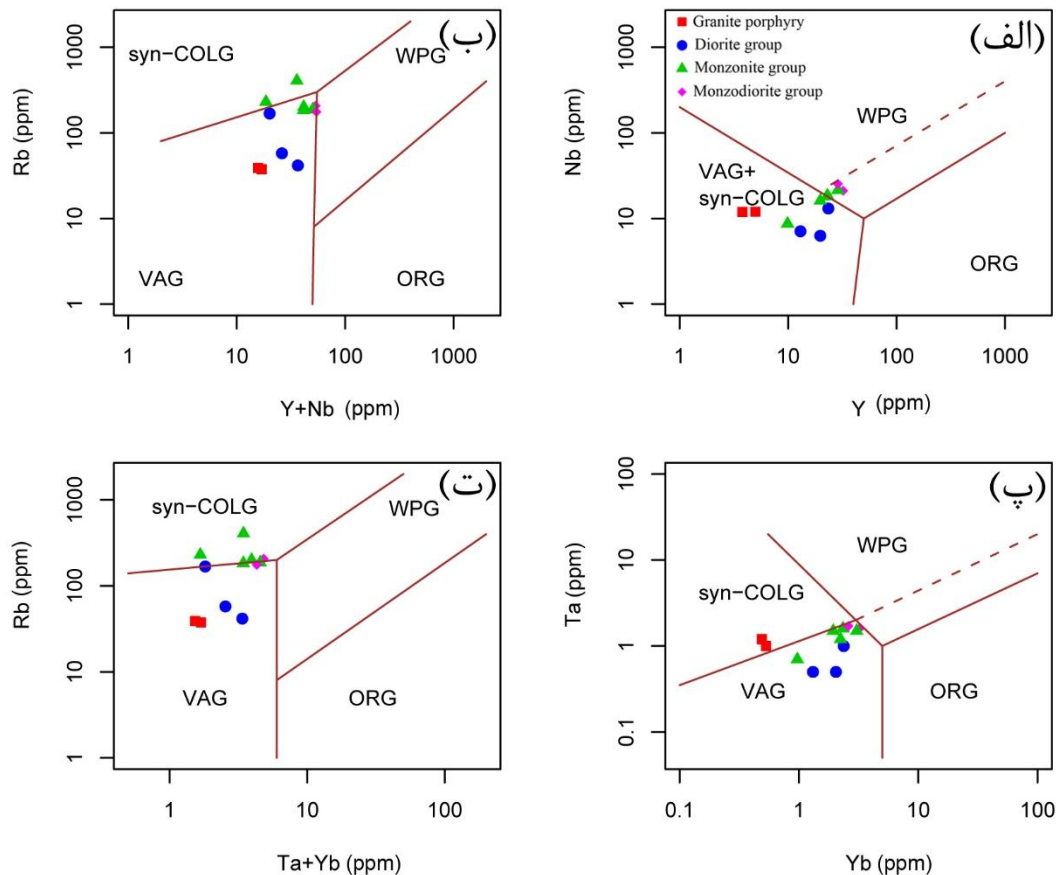 (الف)
Granite porphyry
Diorite group
Monzonite group
Monzodiorite group
WPG
VAG+
syn−COLG
ORG
Nb (ppm)
1
10
100
1000
1
10
100
1000
Y (ppm)
(ب)
syn−COLG
WPG
VAG
ORG
Rb (ppm)
1
10
100
1000
1
10
100
1000
Y+Nb (ppm)
(پ)
WPG
syn−COLG
VAG
ORG
Ta (ppm)
0.1
1
10
100
0.1
1
10
100
Yb (ppm)
(ت)
syn−COLG
WPG
VAG
ORG
Rb (ppm)
1
10
100
1000
1
10
100
Ta+Yb (ppm)